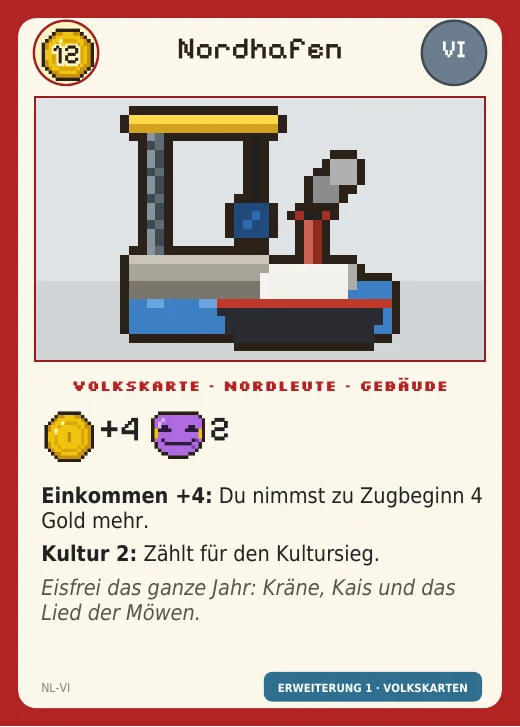 12
Nordhafen
VI
VOLKSKARTE - NORDLEUTE - GEBÄUDE
+4 2
Einkommen +4: Du nimmst zu Zugbeginn 4
Gold mehr.
Kultur 2: Zählt für den Kultursieg.
Eisfrei das ganze Jahr: Kräne, Kais und das
Lied der Möwen.
NL-VI
ERWEITERUNG 1 · VOLKSKARTEN